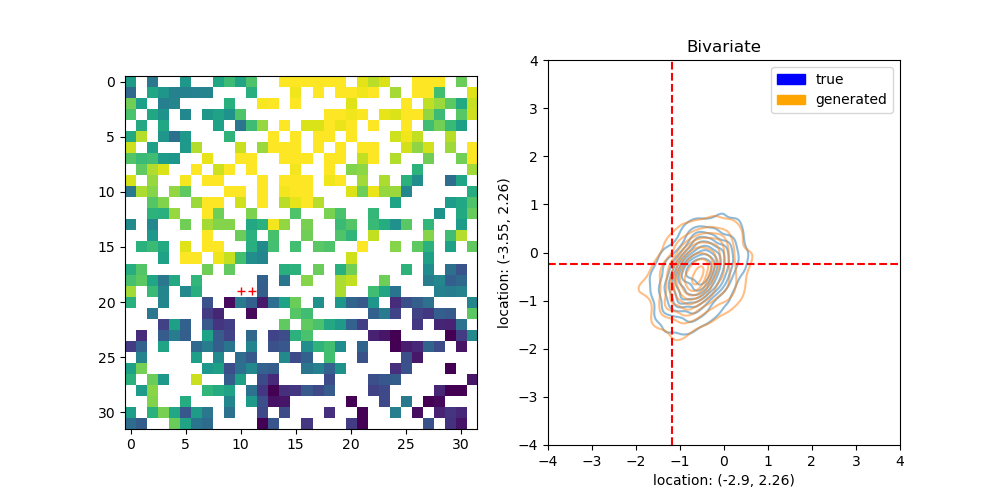 Bivariate
true
generated
0
5
10
15
20
25
30
0 5 10 15 20 25 30
location: (-3.55, 2.26)
4
3
2
1
0
−1
−2
−3
−4
−4 −3 −2 −1 0 1 2 3 4
location: (-2.9, 2.26)